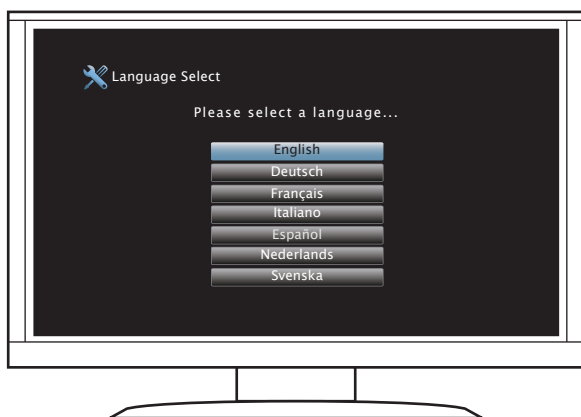 Language Select
Please select a language...
English
Deutsch
Français
Italiano
Español
Nederlands
Svenska